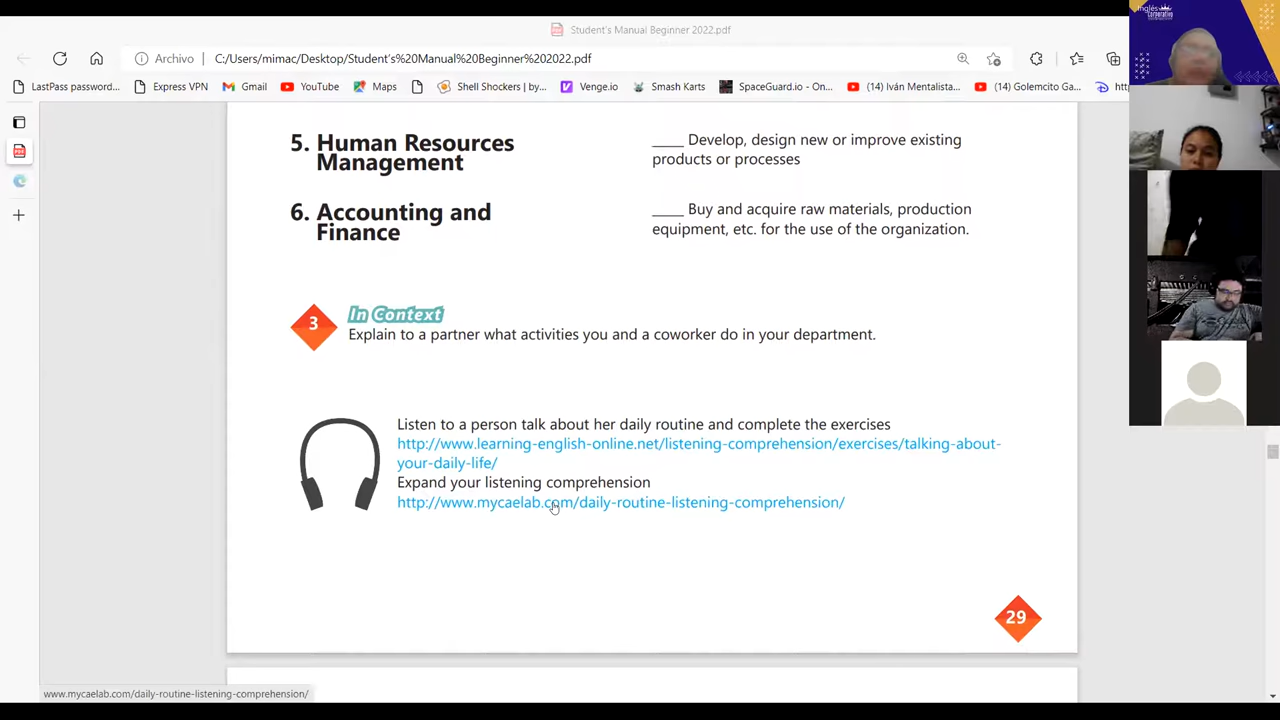 Student's Manual Beginner 2022.pdf
Archivo
C:/Users/mimac/Desktop/Student's%20Manual%20Beginner%202022.pdf
LastPass password...
Express VPN
Gmail
YouTube
Maps
Shell Shockers | by...
Venge.io
Smash Karts
SpaceGuard.io - On...
(14) Iván Mentalista...
(14) Golemcito Ga...
Inglés
Corporativo
5. Human Resources
Management
____ Develop, design new or improve existing
products or processes
6. Accounting and
Finance
____ Buy and acquire raw materials, production
equipment, etc. for the use of the organization.
3
In Context
Explain to a partner what activities you and a coworker do in your department.
Listen to a person talk about her daily routine and complete the exercises
http://www.learning-english-online.net/listening-comprehension/exercises/talking-about-
your-daily-life/
Expand your listening comprehension
http://www.mycaelab.com/daily-routine-listening-comprehension/
29
www.mycaelab.com/daily-routine-listening-comprehension/